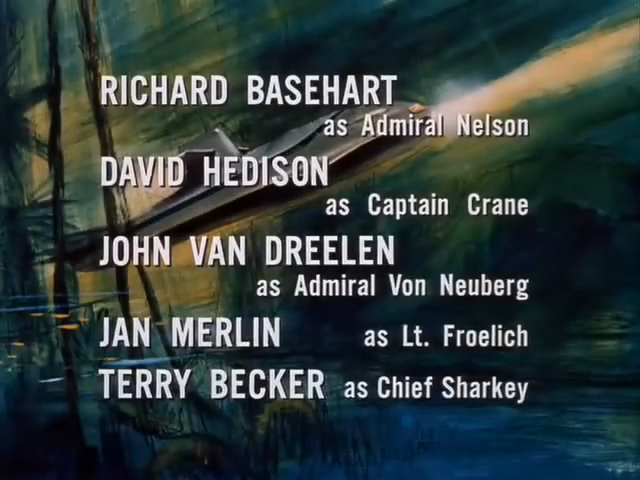 RICHARD BASEHART
as Admiral Nelson
DAVID HEDISON
as Captain Crane
JOHN VAN DREELEN
as Admiral Von Neuberg
JAN MERLIN as Lt. Froelich
TERRY BECKER as Chief Sharkey